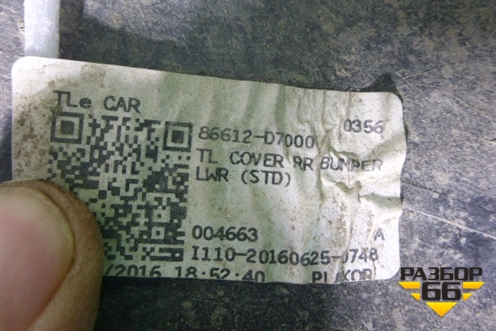 TLe CAR
86612-D7000 0356
TL COVER RR BUMPER
LWR (STD)
004663 A
I110-20160625-0748
/2016 18:52:40 PLAKOR
РАЗБОР
66